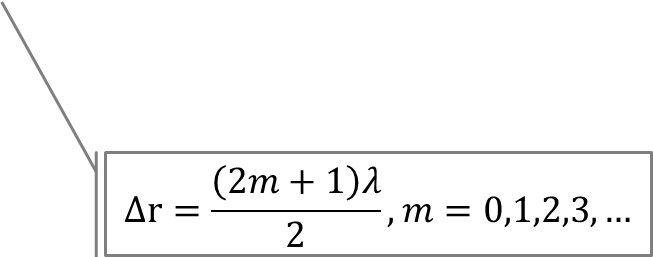 Δr = (2m + 1)λ / 2 , m = 0,1,2,3, …